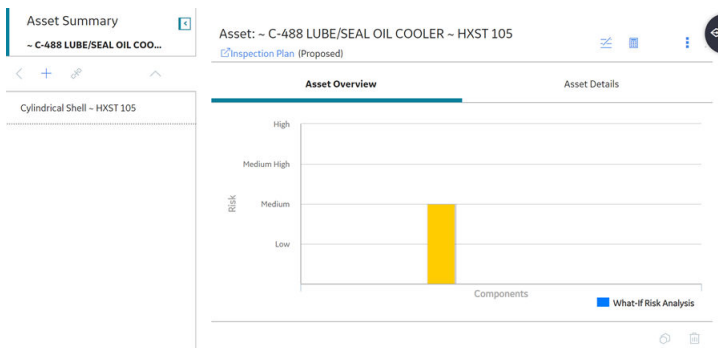 Asset Summary
~ C-488 LUBE/SEAL OIL COO...
Cylindrical Shell ~ HXST 105
Asset: ~ C-488 LUBE/SEAL OIL COOLER ~ HXST 105
Inspection Plan (Proposed)
Asset Overview
Asset Details
High
Medium High
Medium
Low
Risk
Components
What-If Risk Analysis